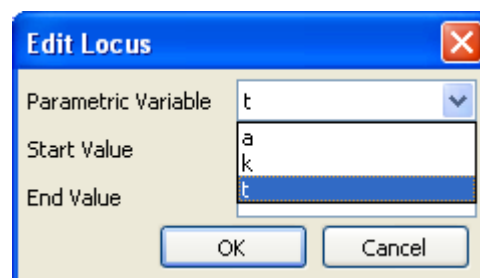 Edit Locus
Parametric Variable t
Start Value
a
k
t
End Value
OK Cancel